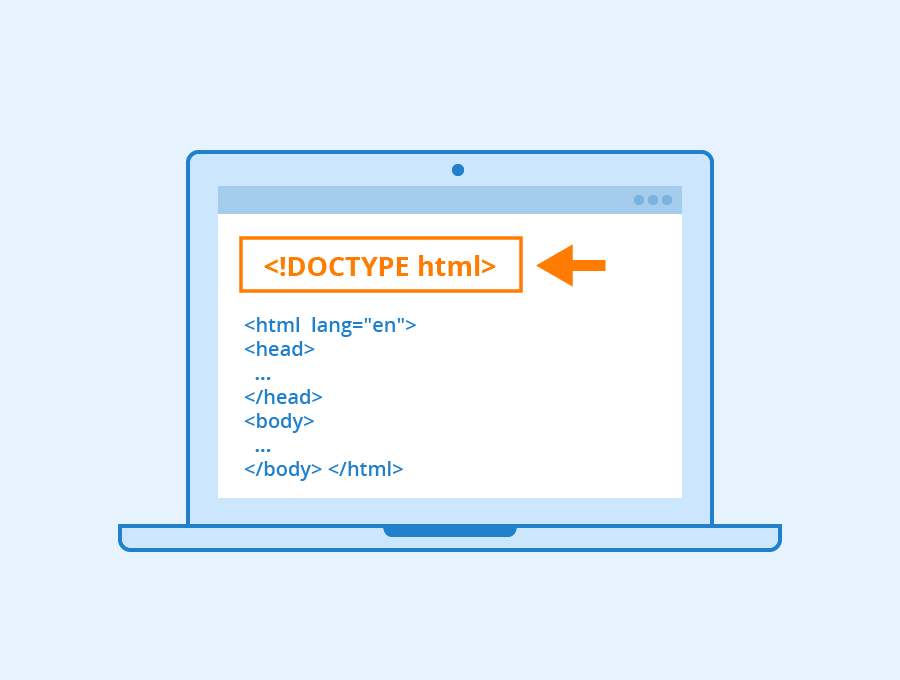 <!DOCTYPE html>
<html  lang="en">
<head>
  ...
</head>
<body>
  ...
</body> </html>